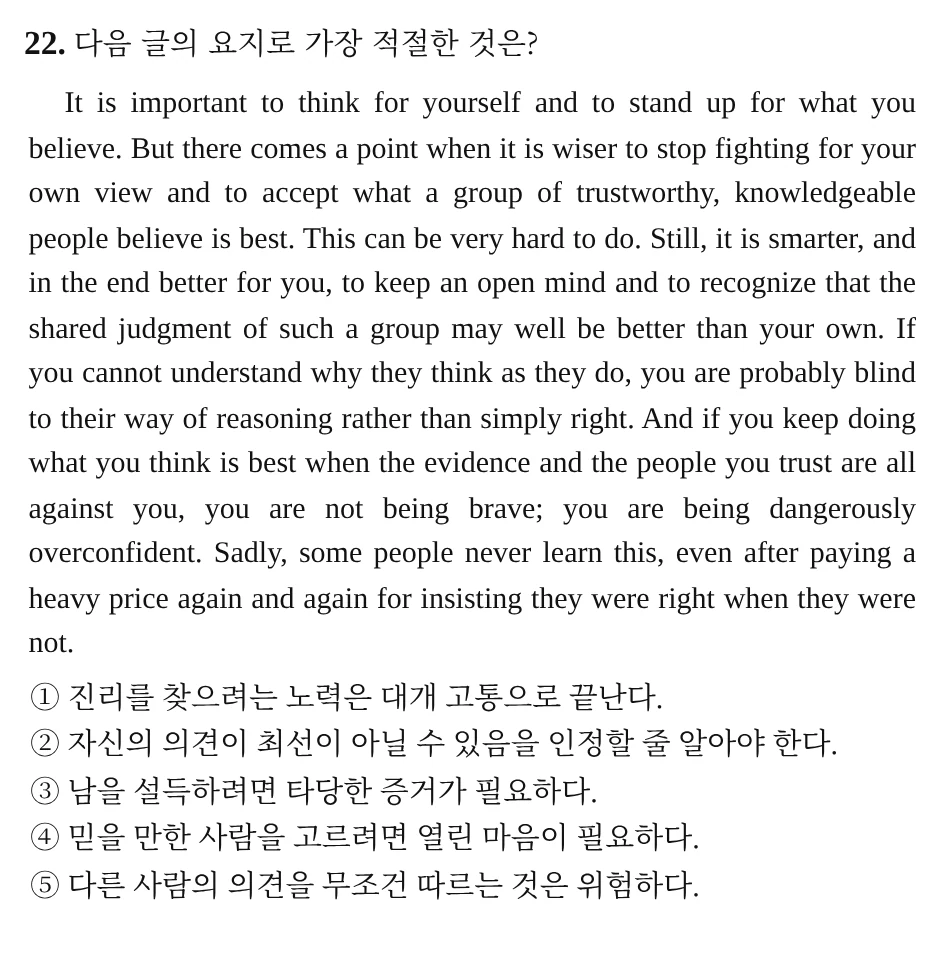 22. 다음 글의 요지로 가장 적절한 것은?
It is important to think for yourself and to stand up for what you
believe. But there comes a point when it is wiser to stop fighting for your
own view and to accept what a group of trustworthy, knowledgeable
people believe is best. This can be very hard to do. Still, it is smarter, and
in the end better for you, to keep an open mind and to recognize that the
shared judgment of such a group may well be better than your own. If
you cannot understand why they think as they do, you are probably blind
to their way of reasoning rather than simply right. And if you keep doing
what you think is best when the evidence and the people you trust are all
against you, you are not being brave; you are being dangerously
overconfident. Sadly, some people never learn this, even after paying a
heavy price again and again for insisting they were right when they were
not.
① 진리를 찾으려는 노력은 대개 고통으로 끝난다.
② 자신의 의견이 최선이 아닐 수 있음을 인정할 줄 알아야 한다.
③ 남을 설득하려면 타당한 증거가 필요하다.
④ 믿을 만한 사람을 고르려면 열린 마음이 필요하다.
⑤ 다른 사람의 의견을 무조건 따르는 것은 위험하다.